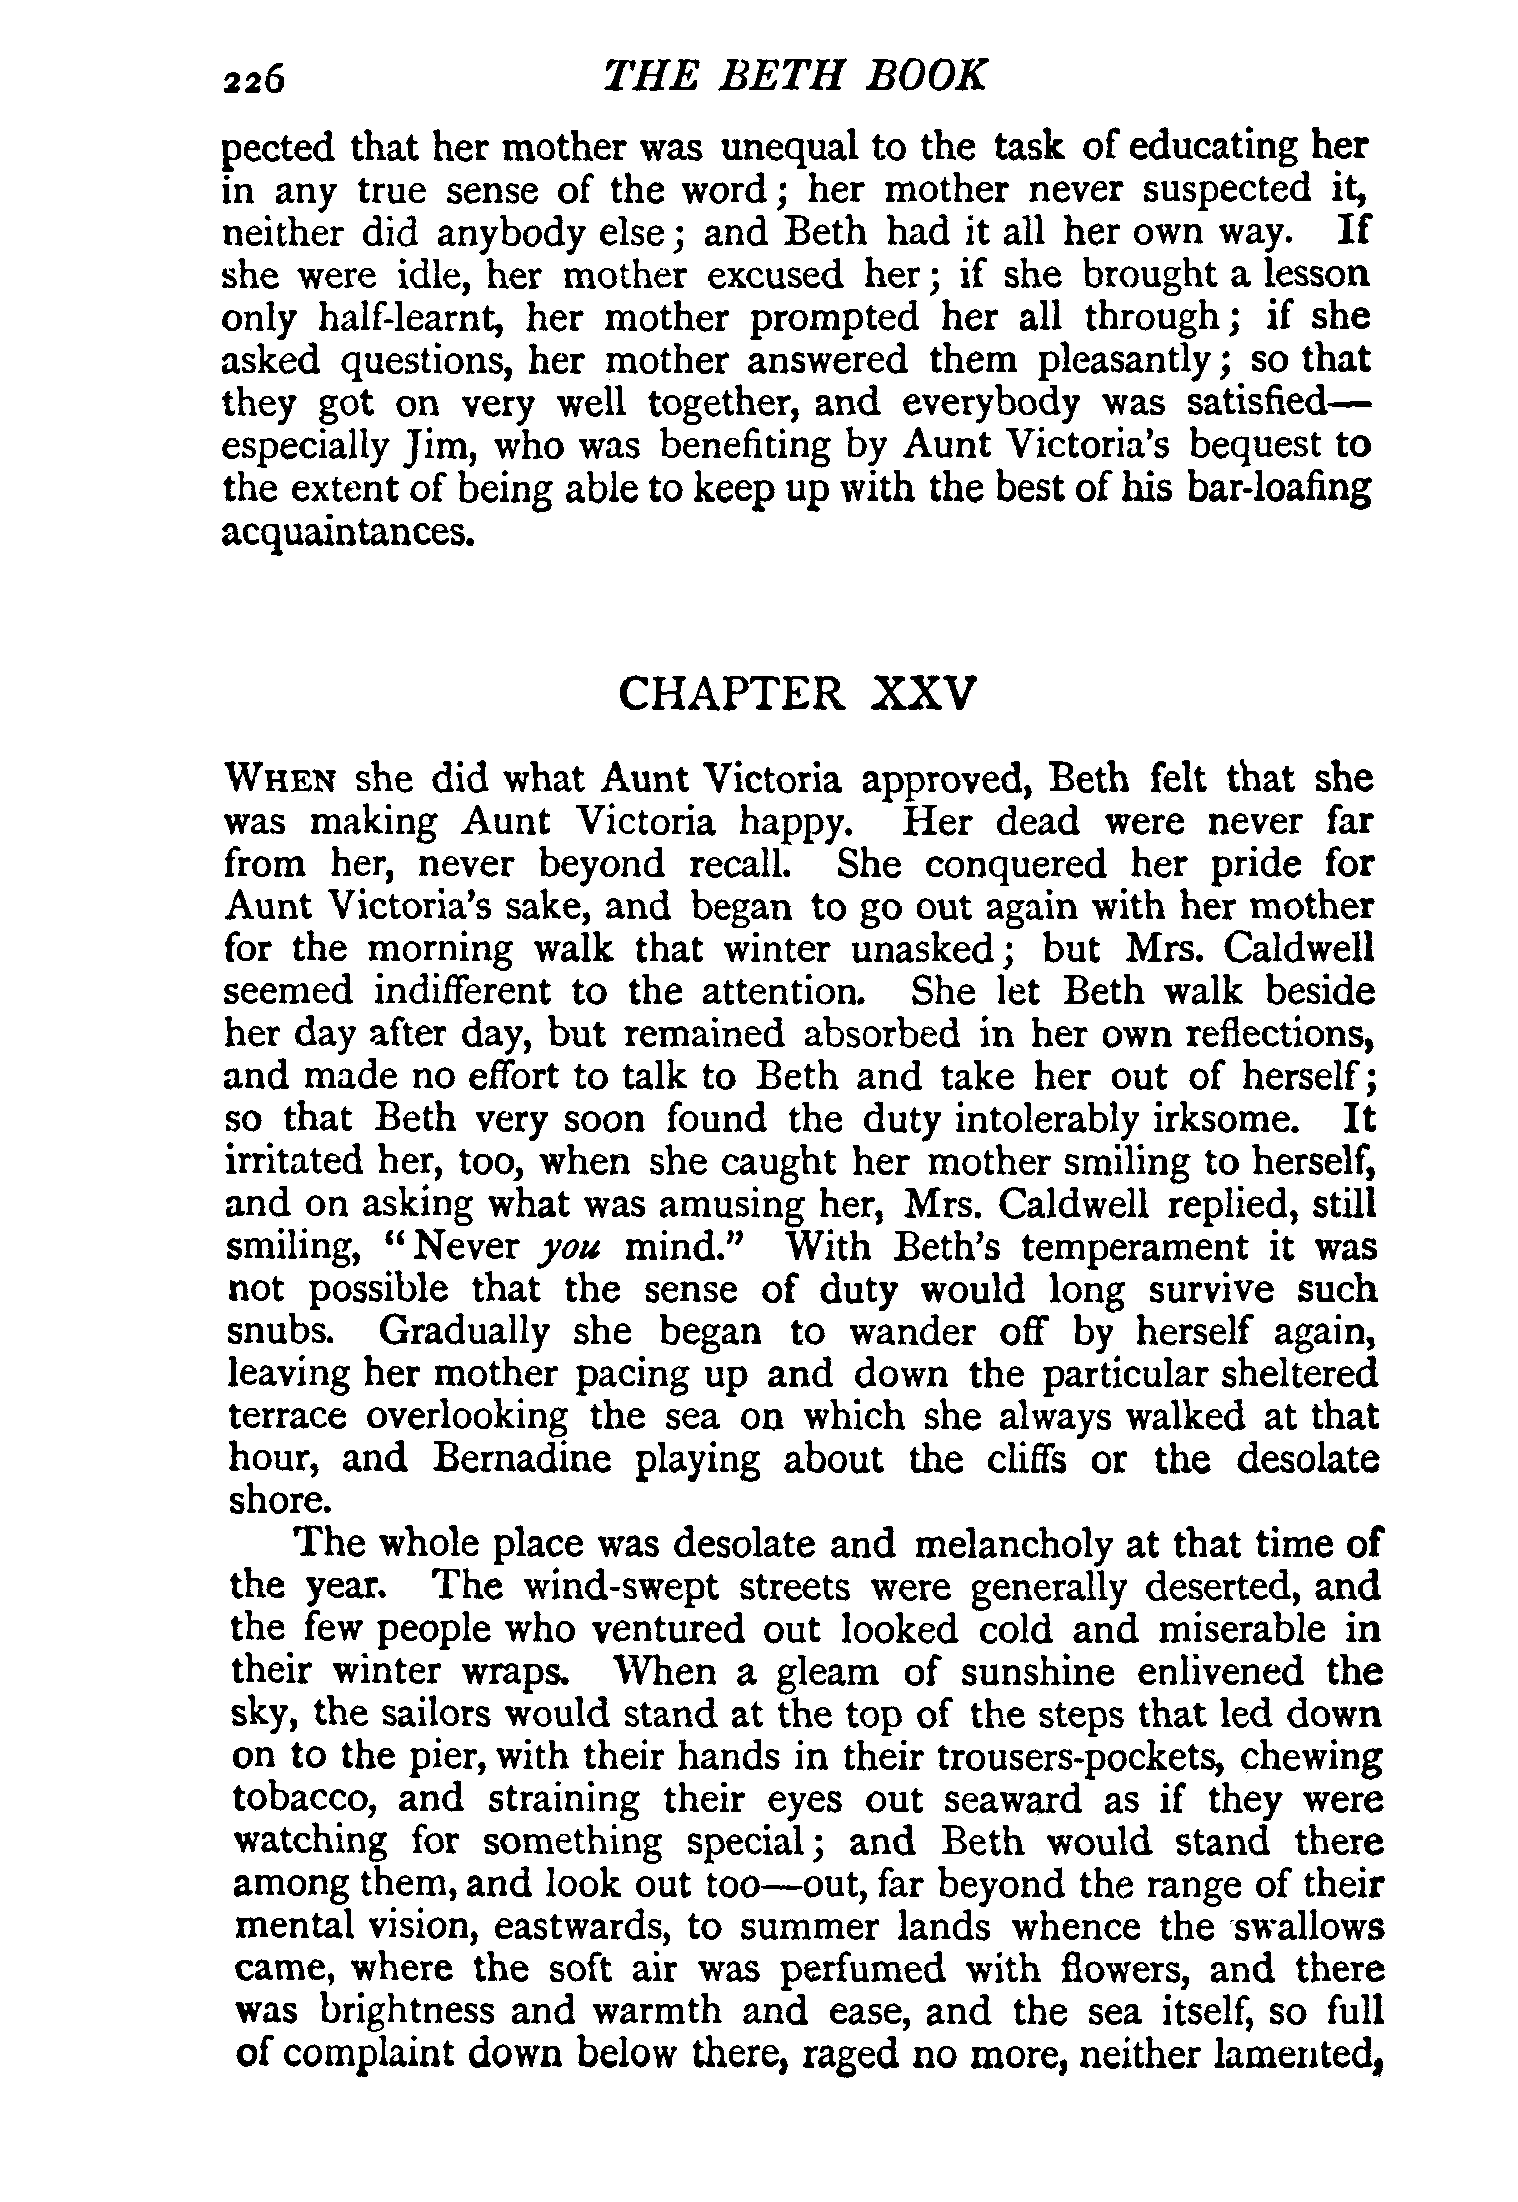 226 THE BETH BOOK
pected that her mother was unequal to the task of educating her
in any true sense of the word; her mother never suspected it,
neither did anybody else; and Beth had it all her own way. If
she were idle, her mother excused her; if she brought a lesson
only half-learnt, her mother prompted her all through; if she
asked questions, her mother answered them pleasantly; so that
they got on very well together, and everybody was satisfied—
especially Jim, who was benefiting by Aunt Victoria's bequest to
the extent of being able to keep up with the best of his bar-loafing
acquaintances.
CHAPTER XXV
WHEN she did what Aunt Victoria approved, Beth felt that she
was making Aunt Victoria happy. Her dead were never far
from her, never beyond recall. She conquered her pride for
Aunt Victoria's sake, and began to go out again with her mother
for the morning walk that winter unasked; but Mrs. Caldwell
seemed indifferent to the attention. She let Beth walk beside
her day after day, but remained absorbed in her own reflections,
and made no effort to talk to Beth and take her out of herself;
so that Beth very soon found the duty intolerably irksome. It
irritated her, too, when she caught her mother smiling to herself,
and on asking what was amusing her, Mrs. Caldwell replied, still
smiling, "Never you mind." With Beth's temperament it was
not possible that the sense of duty would long survive such
snubs. Gradually she began to wander off by herself again,
leaving her mother pacing up and down the particular sheltered
terrace overlooking the sea on which she always walked at that
hour, and Bernadine playing about the cliffs or the desolate
shore.
The whole place was desolate and melancholy at that time of
the year. The wind-swept streets were generally deserted, and
the few people who ventured out looked cold and miserable in
their winter wraps. When a gleam of sunshine enlivened the
sky, the sailors would stand at the top of the steps that led down
on to the pier, with their hands in their trousers-pockets, chewing
tobacco, and straining their eyes out seaward as if they were
watching for something special; and Beth would stand there
among them, and look out too—out, far beyond the range of their
mental vision, eastwards, to summer lands whence the swallows
came, where the soft air was perfumed with flowers, and there
was brightness and warmth and ease, and the sea itself, so full
of complaint down below there, raged no more, neither lamented,